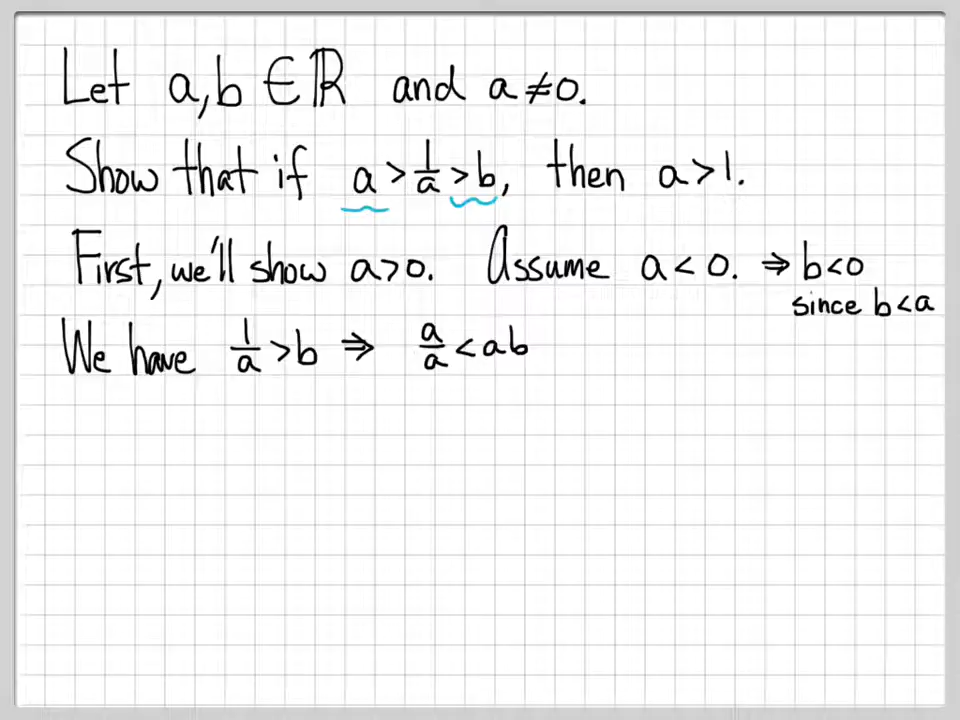 Let a, b ∈ ℝ and a ≠ 0.
Show that if a > 1/a > b, then a > 1.
First, we'll show a > 0. Assume a < 0. ⇒ b < 0
since b < a
We have 1/a > b ⇒ a/a < ab